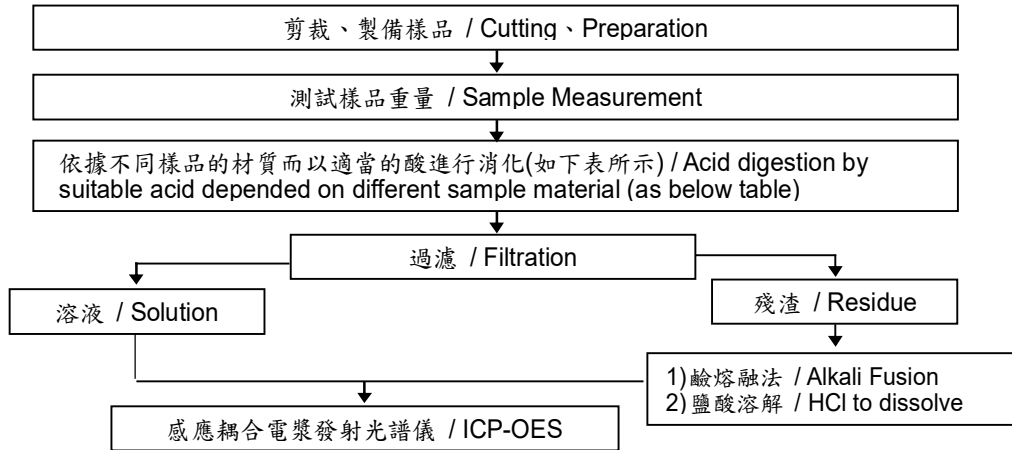 剪裁、製備樣品 / Cutting、Preparation
測試樣品重量 / Sample Measurement
依據不同樣品的材質而以適當的酸進行消化(如下表所示) / Acid digestion by
suitable acid depended on different sample material (as below table)
過濾 / Filtration
溶液 / Solution
殘渣 / Residue
1)鹼熔融法 / Alkali Fusion
2)鹽酸溶解 / HCl to dissolve
感應耦合電漿發射光譜儀 / ICP-OES